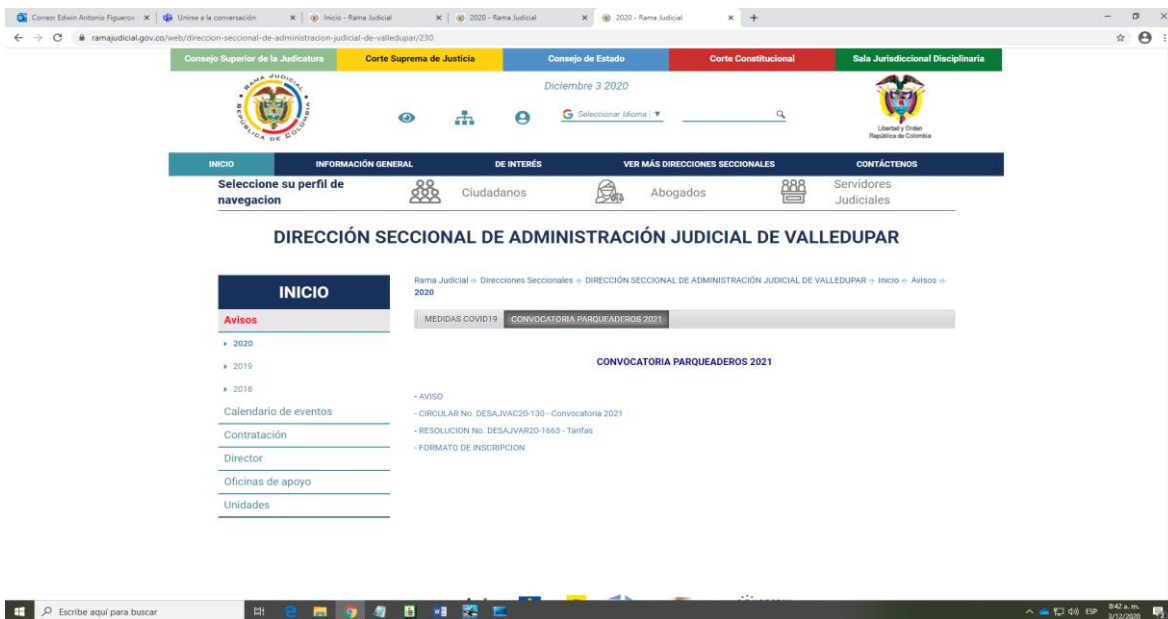 Correo: Edwin Antonio Figueroa
Unirse a la conversación
Inicio - Rama Judicial
2020 - Rama Judicial
2020 - Rama Judicial
ramajudicial.gov.co/web/direccion-seccional-de-administracion-judicial-de-valledupar/230
Consejo Superior de la Judicatura
Corte Suprema de Justicia
Consejo de Estado
Corte Constitucional
Sala Jurisdiccional Disciplinaria
RAMA JUDICIAL
REPÚBLICA DE COLOMBIA
Diciembre 3 2020
G Seleccionar idioma | ▼
Libertad y Orden
República de Colombia
INICIO
INFORMACIÓN GENERAL
DE INTERÉS
VER MÁS DIRECCIONES SECCIONALES
CONTÁCTENOS
Seleccione su perfil de
navegacion
Ciudadanos
Abogados
Servidores
Judiciales
DIRECCIÓN SECCIONAL DE ADMINISTRACIÓN JUDICIAL DE VALLEDUPAR
INICIO
Avisos
2020
2019
2018
Calendario de eventos
Contratación
Director
Oficinas de apoyo
Unidades
Rama Judicial Direcciones Seccionales DIRECCIÓN SECCIONAL DE ADMINISTRACIÓN JUDICIAL DE VALLEDUPAR Inicio Avisos
2020
MEDIDAS COVID19
CONVOCATORIA PARQUEADEROS 2021
CONVOCATORIA PARQUEADEROS 2021
- AVISO
- CIRCULAR No. DESAJVAC20-130 - Convocatoria 2021
- RESOLUCION No. DESAJVAR20-1663 - Tarifas
- FORMATO DE INSCRIPCION
Escribe aquí para buscar
ESP
8:42 a. m.
3/12/2020